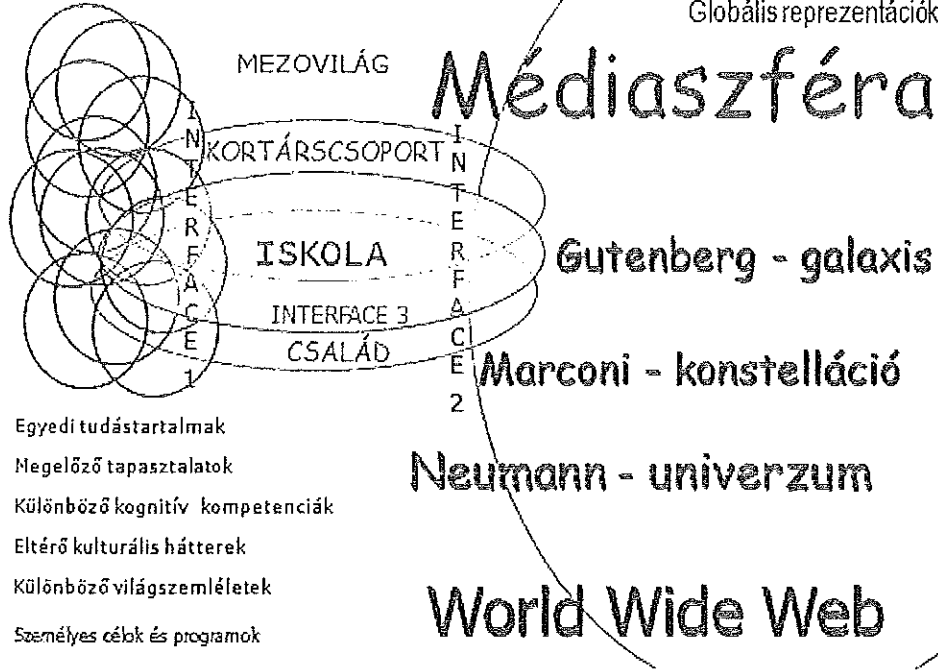 Globális reprezentációk
MEZOVILÁG
Médiaszféra
INTERFACE 1
KORTÁRSCSOPORT
INTERFACE 2
ISKOLA
Gutenberg - galaxis
INTERFACE 3
CSALÁD
Marconi - konstelláció
Egyedi tudástartalmak
Megelőző tapasztalatok
Neumann - univerzum
Különböző kognitív kompetenciák
Eltérő kulturális hátterek
Különböző világszemléletek
World Wide Web
Személyes célok és programok